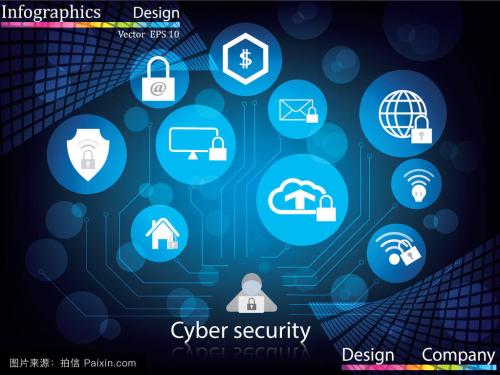 Infographics Design
Vector EPS 10
$
@
Cyber security
Design Company
图片来源：拍信 Paixin.com